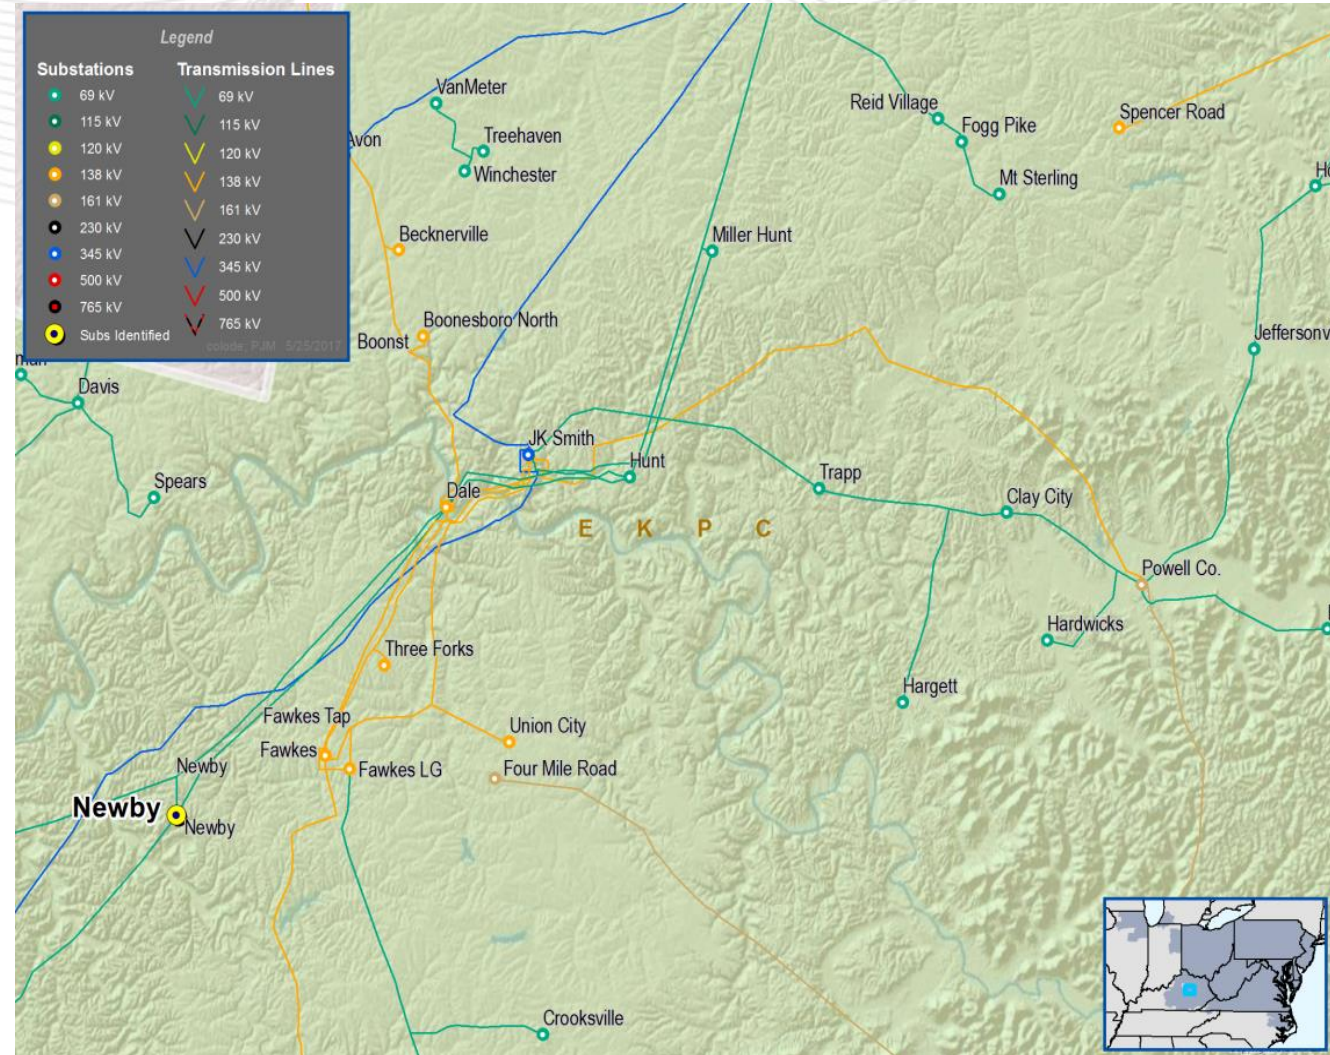 Legend
Substations
Transmission Lines
69 kV
69 kV
115 kV
115 kV
120 kV
120 kV
138 kV
138 kV
161 kV
161 kV
230 kV
230 kV
345 kV
345 kV
500 kV
500 kV
765 kV
765 kV
Subs Identified
VanMeter
Treehaven
Winchester
Avon
Becknerville
Boonesboro North
Boonst
Reid Village
Fogg Pike
Mt Sterling
Spencer Road
Miller Hunt
Jeffersonv
Davis
Spears
JK Smith
Hunt
Dale
Trapp
Clay City
E K P C
Powell Co.
Hardwicks
Hargett
Three Forks
Fawkes Tap
Fawkes
Fawkes LG
Union City
Four Mile Road
Newby
Newby
Newby
Crooksville